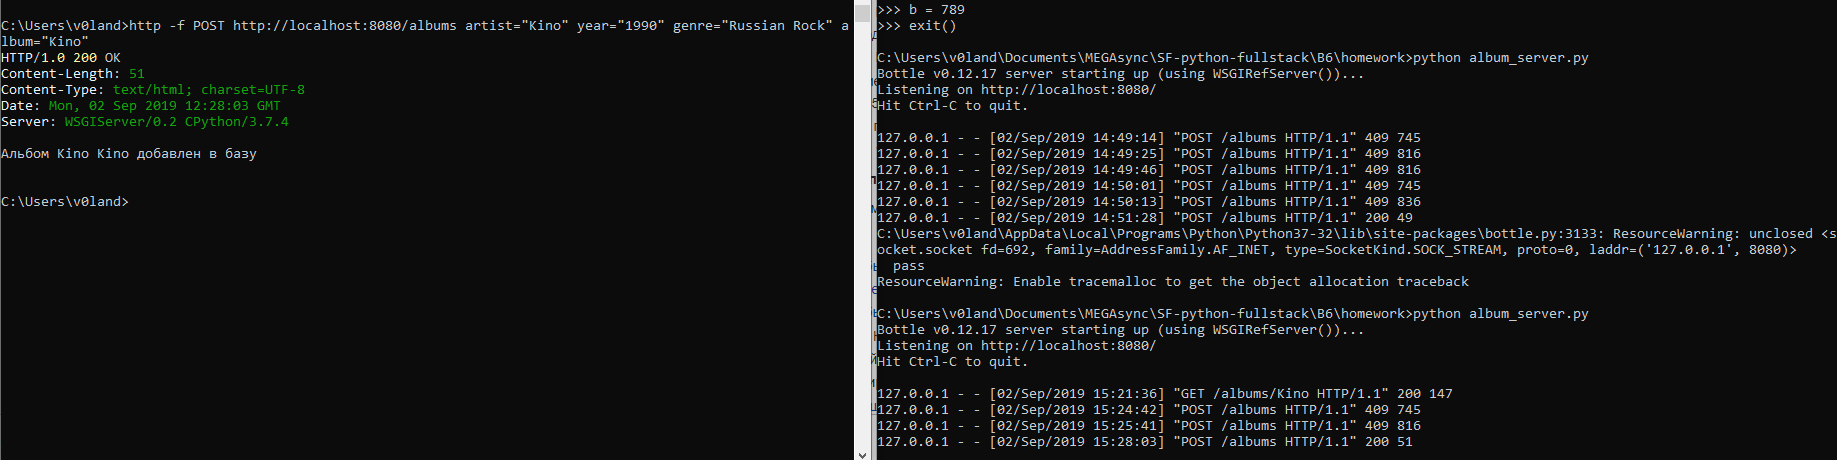 C:\Users\v0land>http -f POST http://localhost:8080/albums artist="Kino" year="1990" genre="Russian Rock" a
lbum="Kino"
HTTP/1.0 200 OK
Content-Length: 51
Content-Type: text/html; charset=UTF-8
Date: Mon, 02 Sep 2019 12:28:03 GMT
Server: WSGIServer/0.2 CPython/3.7.4
Альбом Kino Kino добавлен в базу
C:\Users\v0land>
>>> b = 789
>>> exit()
C:\Users\v0land\Documents\MEGAsync\SF-python-fullstack\B6\homework>python album_server.py
Bottle v0.12.17 server starting up (using WSGIRefServer())...
Listening on http://localhost:8080/
Hit Ctrl-C to quit.
127.0.0.1 - - [02/Sep/2019 14:49:14] "POST /albums HTTP/1.1" 409 745
127.0.0.1 - - [02/Sep/2019 14:49:25] "POST /albums HTTP/1.1" 409 816
127.0.0.1 - - [02/Sep/2019 14:49:46] "POST /albums HTTP/1.1" 409 816
127.0.0.1 - - [02/Sep/2019 14:50:01] "POST /albums HTTP/1.1" 409 745
127.0.0.1 - - [02/Sep/2019 14:50:13] "POST /albums HTTP/1.1" 409 836
127.0.0.1 - - [02/Sep/2019 14:51:28] "POST /albums HTTP/1.1" 200 49
C:\Users\v0land\AppData\Local\Programs\Python\Python37-32\lib\site-packages\bottle.py:3133: ResourceWarning: unclosed <s
ocket.socket fd=692, family=AddressFamily.AF_INET, type=SocketKind.SOCK_STREAM, proto=0, laddr=('127.0.0.1', 8080)>
pass
ResourceWarning: Enable tracemalloc to get the object allocation traceback
C:\Users\v0land\Documents\MEGAsync\SF-python-fullstack\B6\homework>python album_server.py
Bottle v0.12.17 server starting up (using WSGIRefServer())...
Listening on http://localhost:8080/
Hit Ctrl-C to quit.
127.0.0.1 - - [02/Sep/2019 15:21:36] "GET /albums/Kino HTTP/1.1" 200 147
127.0.0.1 - - [02/Sep/2019 15:24:42] "POST /albums HTTP/1.1" 409 745
127.0.0.1 - - [02/Sep/2019 15:25:41] "POST /albums HTTP/1.1" 409 816
127.0.0.1 - - [02/Sep/2019 15:28:03] "POST /albums HTTP/1.1" 200 51